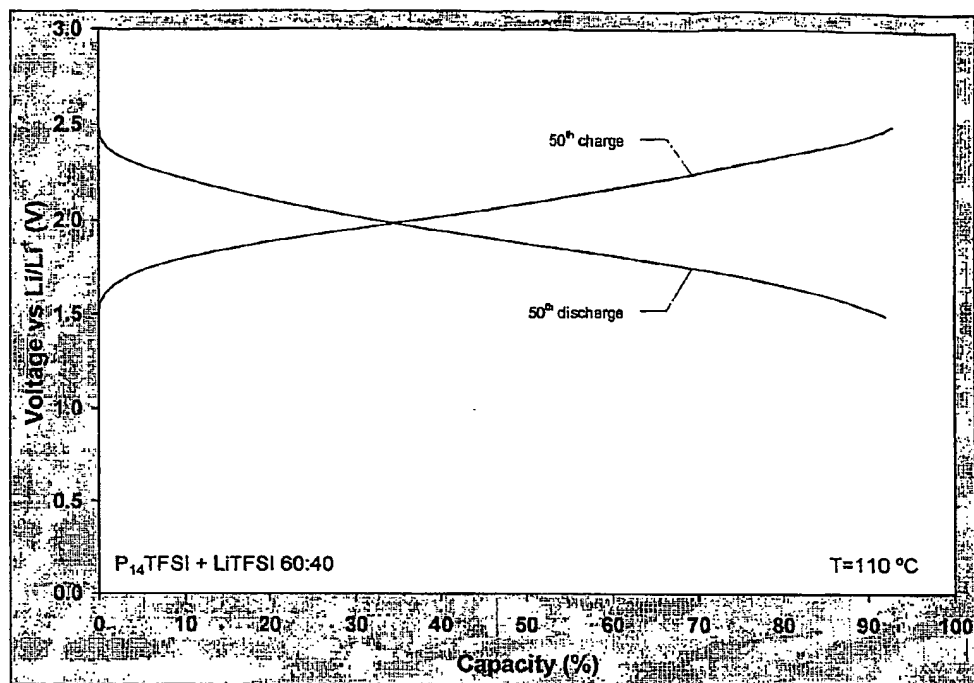 3.0
2.5
2.0
1.5
1.0
0.5
0.0
Voltage vs Li/Li⁺ (V)
50th charge
50th discharge
P₁₄TFSI + LiTFSI 60:40
T=110 ºC
0 10 20 30 40 50 60 70 80 90 100
Capacity (%)